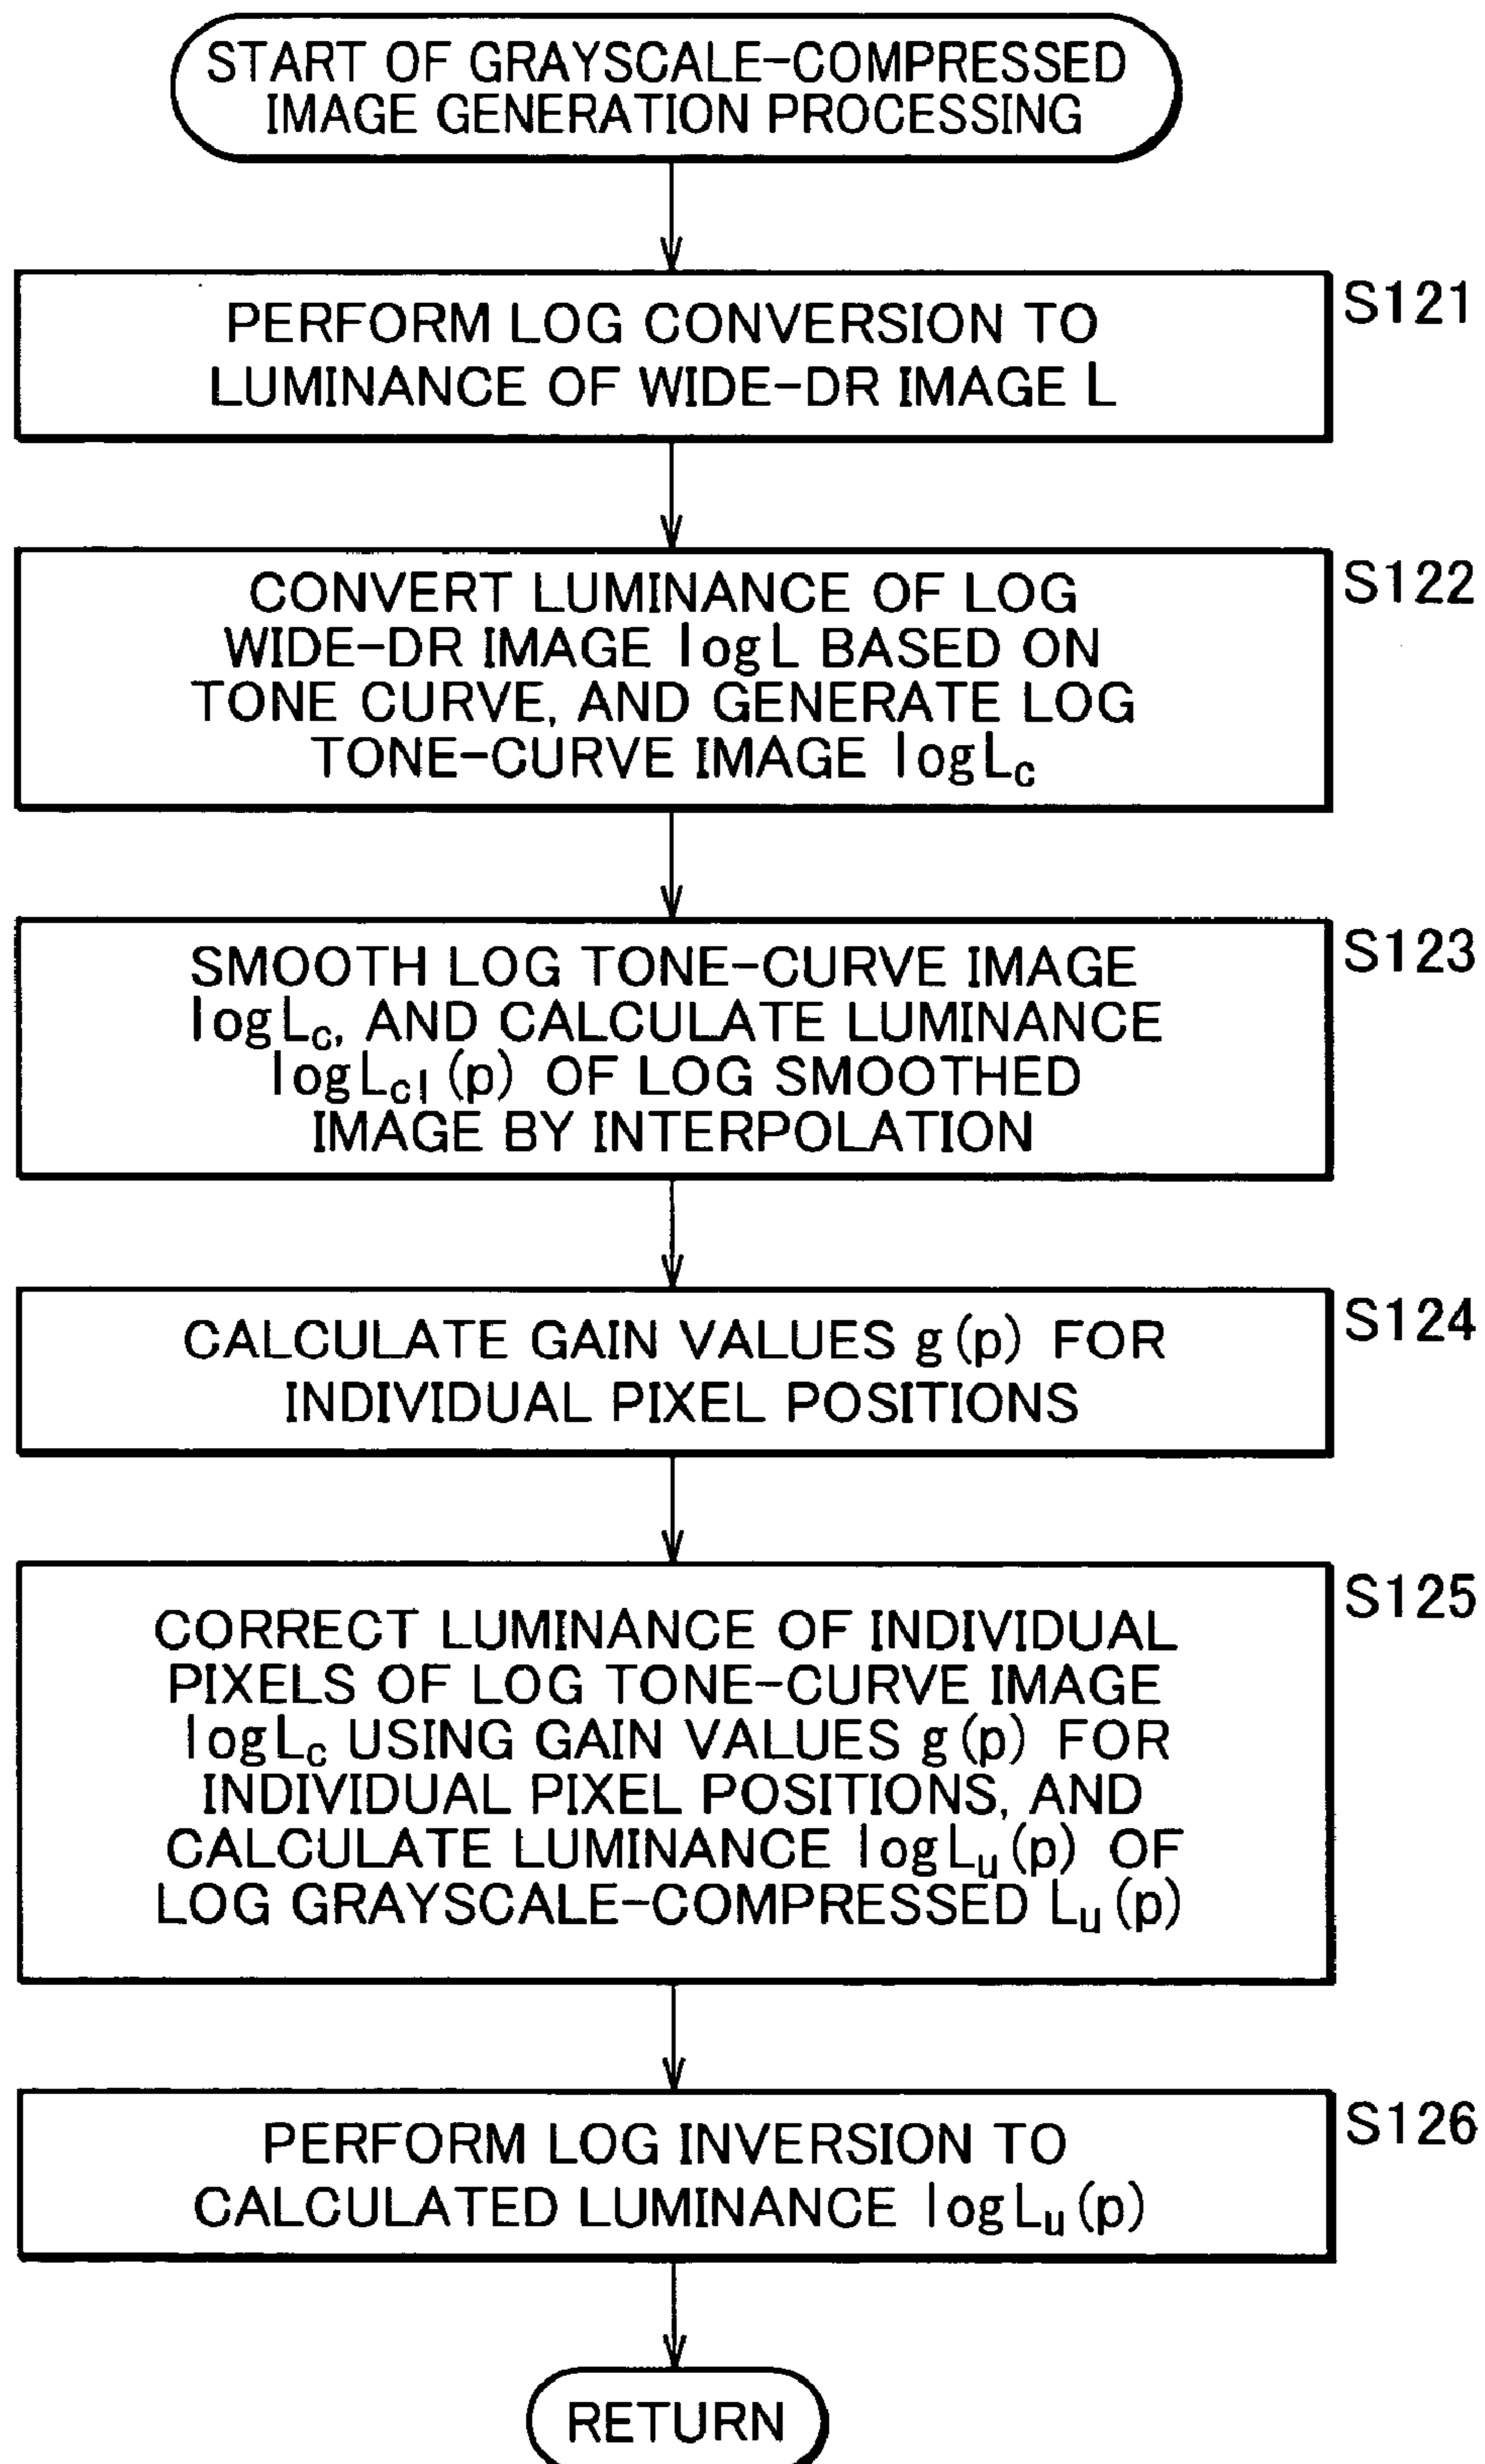 START OF GRAYSCALE-COMPRESSED
IMAGE GENERATION PROCESSING
S121
PERFORM LOG CONVERSION TO
LUMINANCE OF WIDE-DR IMAGE L
S122
CONVERT LUMINANCE OF LOG
WIDE-DR IMAGE logL BASED ON
TONE CURVE, AND GENERATE LOG
TONE-CURVE IMAGE logLc
S123
SMOOTH LOG TONE-CURVE IMAGE
logLc, AND CALCULATE LUMINANCE
logLcl (p) OF LOG SMOOTHED
IMAGE BY INTERPOLATION
S124
CALCULATE GAIN VALUES g (p) FOR
INDIVIDUAL PIXEL POSITIONS
S125
CORRECT LUMINANCE OF INDIVIDUAL
PIXELS OF LOG TONE-CURVE IMAGE
logLc USING GAIN VALUES g (p) FOR
INDIVIDUAL PIXEL POSITIONS, AND
CALCULATE LUMINANCE logLu (p) OF
LOG GRAYSCALE-COMPRESSED Lu (p)
S126
PERFORM LOG INVERSION TO
CALCULATED LUMINANCE logLu (p)
RETURN